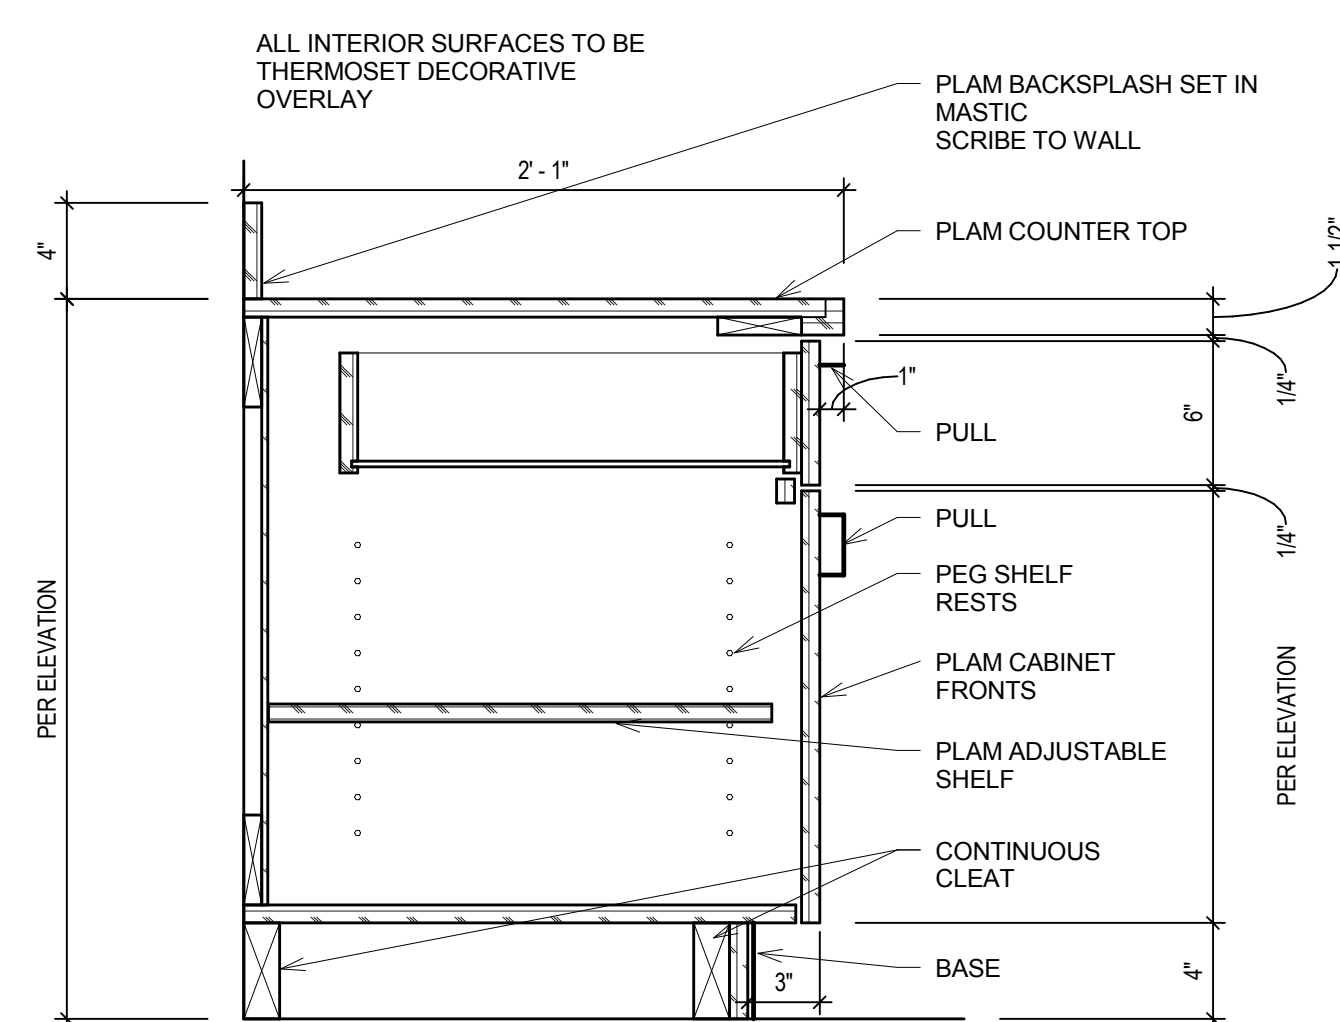 ALL INTERIOR SURFACES TO BE
THERMOSET DECORATIVE
OVERLAY
PLAM BACKSPLASH SET IN
MASTIC
SCRIBE TO WALL
2' - 1"
4"
PLAM COUNTER TOP
1 1/2"
1"
1/4"
6"
PULL
PULL
1/4"
PEG SHELF
RESTS
PER ELEVATION
PLAM CABINET
FRONTS
PER ELEVATION
PLAM ADJUSTABLE
SHELF
CONTINUOUS
CLEAT
BASE
3"
4"